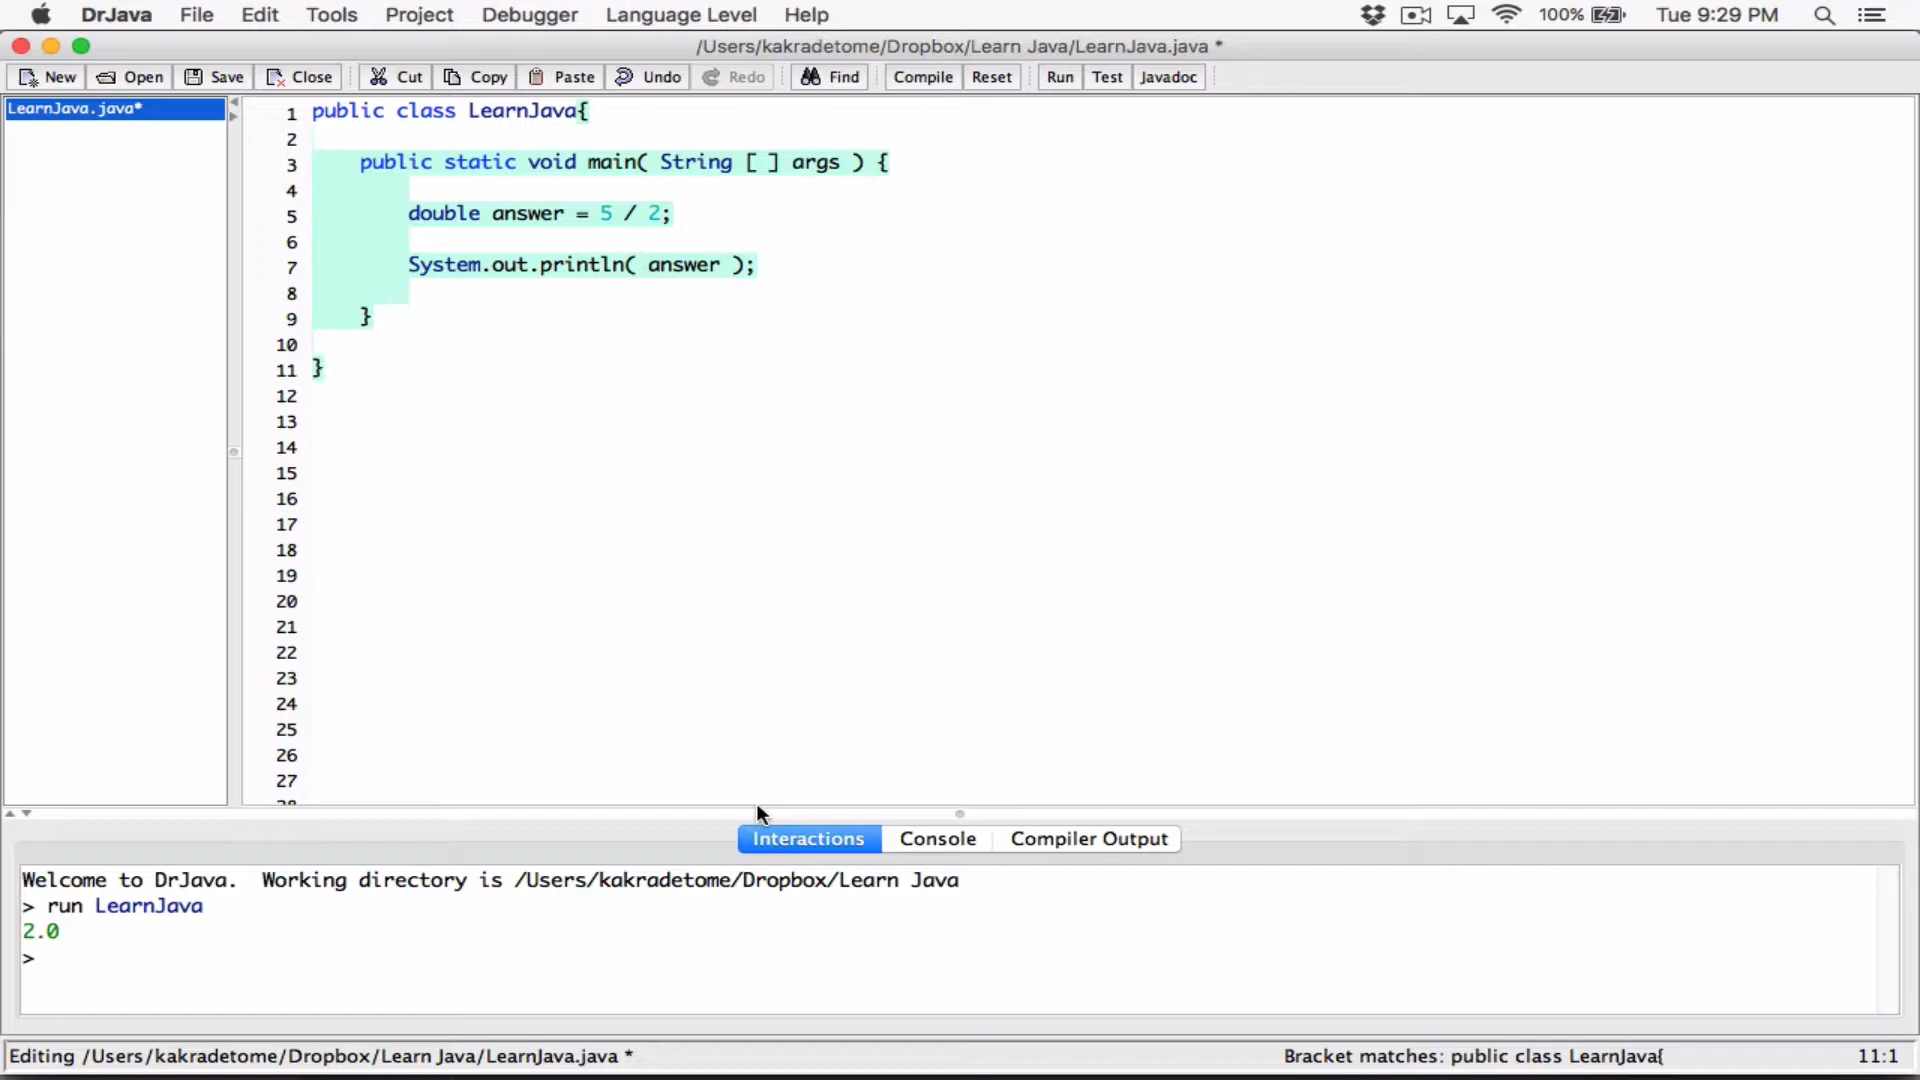 DrJava File Edit Tools Project Debugger Language Level Help 100% Tue 9:29 PM
/Users/kakradetome/Dropbox/Learn Java/LearnJava.java *
New Open Save Close Cut Copy Paste Undo Redo Find Compile Reset Run Test Javadoc
LearnJava.java*
1 public class LearnJava{
2
3 public static void main( String [ ] args ) {
4
5 double answer = 5 / 2;
6
7 System.out.println( answer );
8
9 }
10
11 }
12
13
14
15
16
17
18
19
20
21
22
23
24
25
26
27
Interactions Console Compiler Output
Welcome to DrJava. Working directory is /Users/kakradetome/Dropbox/Learn Java
> run LearnJava
2.0
>
Editing /Users/kakradetome/Dropbox/Learn Java/LearnJava.java * Bracket matches: public class LearnJava{ 11:1